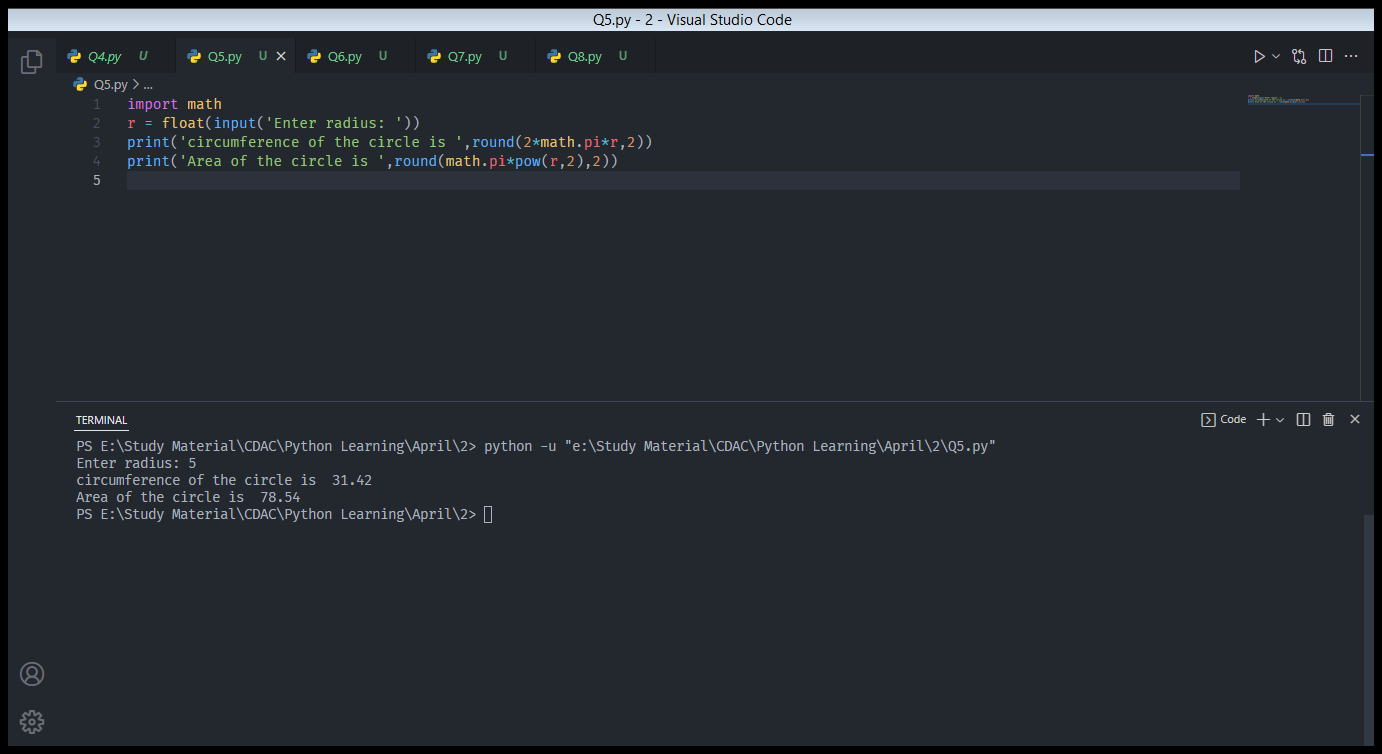 Q5.py - 2 - Visual Studio Code
Q4.py U Q5.py U Q6.py U Q7.py U Q8.py U
Q5.py > ...
1 import math
2 r = float(input('Enter radius: '))
3 print('circumference of the circle is ',round(2*math.pi*r,2))
4 print('Area of the circle is ',round(math.pi*pow(r,2),2))
5
TERMINAL Code
PS E:\Study Material\CDAC\Python Learning\April\2> python -u "e:\Study Material\CDAC\Python Learning\April\2\Q5.py"
Enter radius: 5
circumference of the circle is  31.42
Area of the circle is  78.54
PS E:\Study Material\CDAC\Python Learning\April\2>